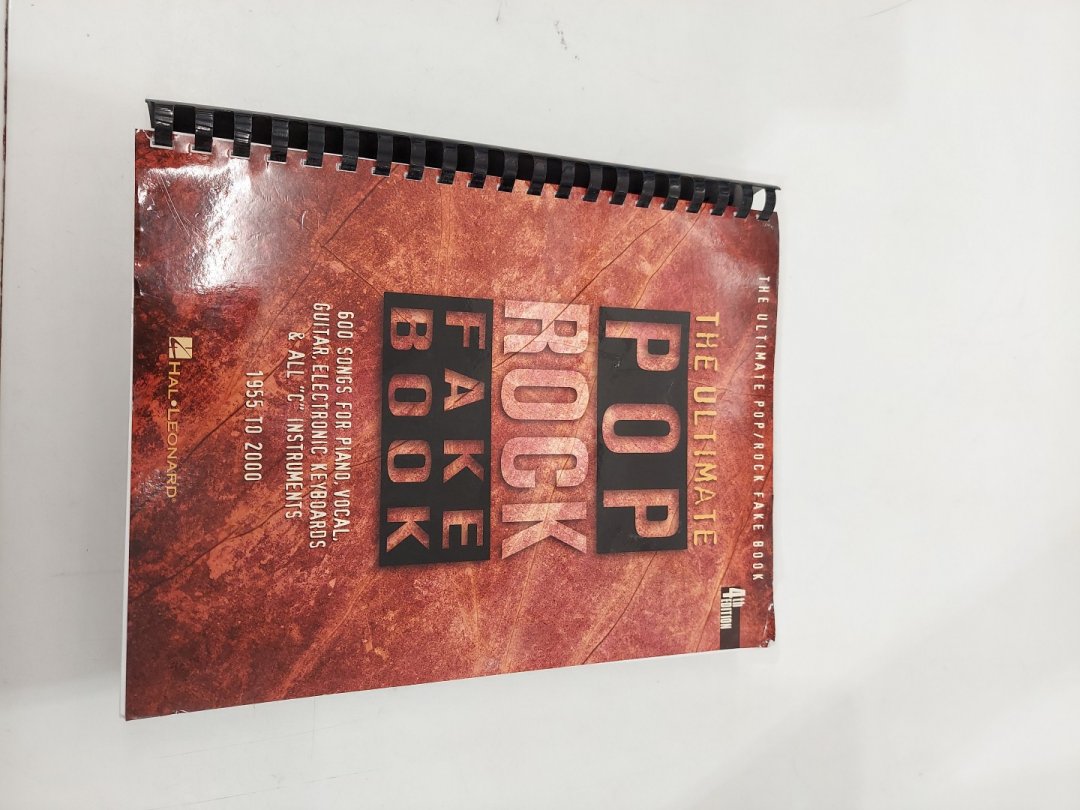 THE ULTIMATE POP/ROCK FAKE BOOK
4TH EDITION
THE ULTIMATE
POP
ROCK
FAKE
BOOK
600 SONGS FOR PIANO, VOCAL,
GUITAR, ELECTRONIC KEYBOARDS
& ALL "C" INSTRUMENTS
1955 TO 2000
HAL•LEONARD®